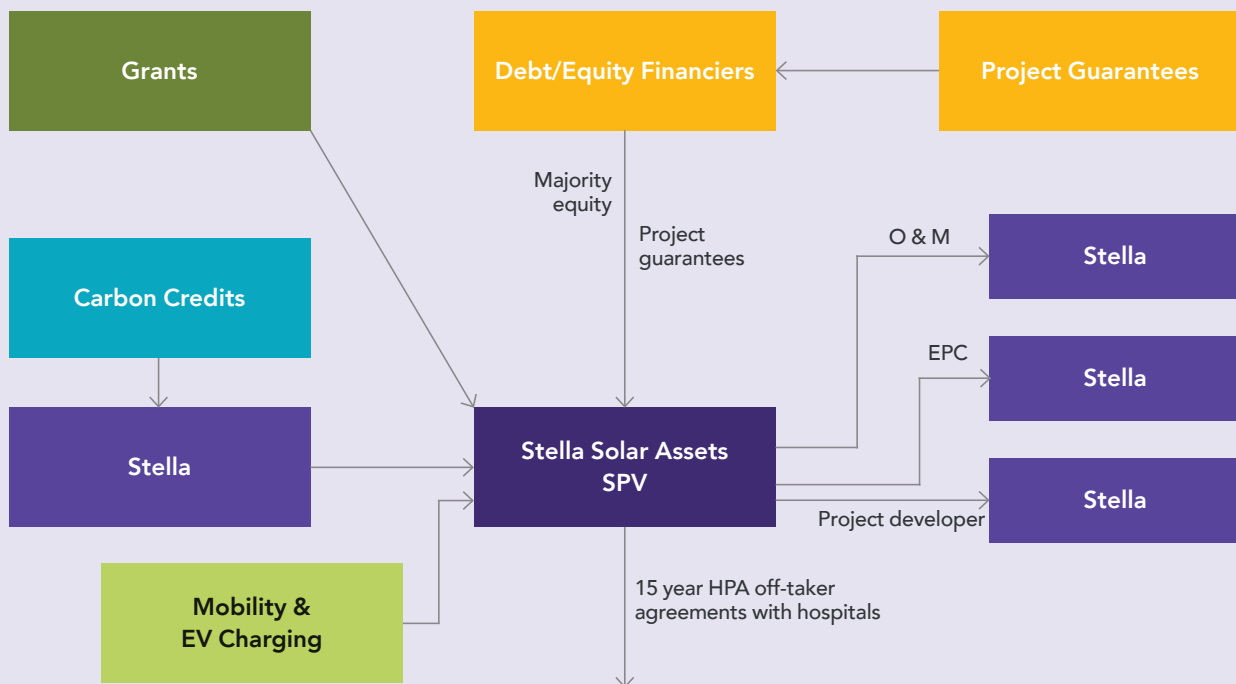 Grants
Debt/Equity Financiers
Project Guarantees
Majority
equity
Project
guarantees
O & M
Stella
Carbon Credits
EPC
Stella
Stella
Stella Solar Assets
SPV
Stella
Project developer
Mobility &
EV Charging
15 year HPA off-taker
agreements with hospitals